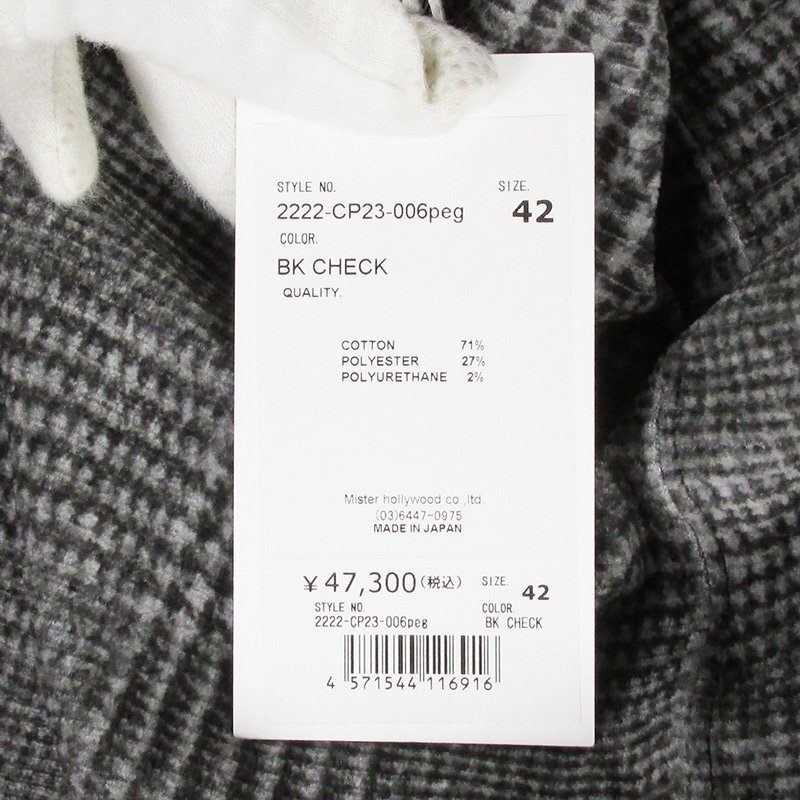 STYLE NO. SIZE.
2222-CP23-006peg 42
COLOR.
BK CHECK
QUALITY.
COTTON 71%
POLYESTER 27%
POLYURETHANE 2%
Mister hollywood co.,ltd.
(03)6447-0975
MADE IN JAPAN
¥47,300(税込) SIZE. 42
STYLE NO. COLOR.
2222-CP23-006peg BK CHECK
4 571544 116916